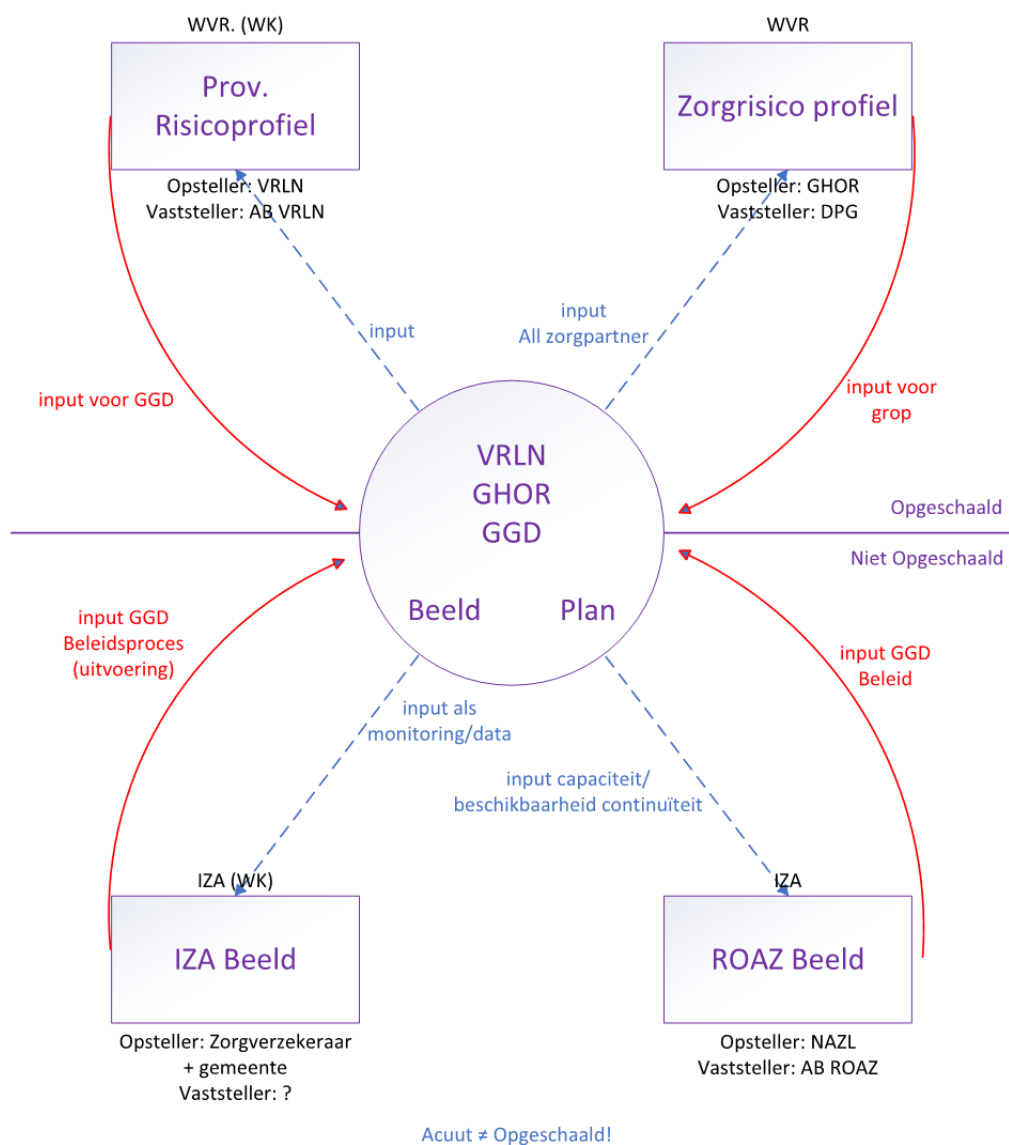 WVR. (WK)
WVR
Prov.
Risicoprofiel
Zorgrisico profiel
Opsteller: VRLN
Vaststeller: AB VRLN
Opsteller: GHOR
Vaststeller: DPG
input
input
All zorgpartner
input voor GGD
input voor
grop
VRLN
GHOR
GGD
Beeld
Plan
Opgeschaald
Niet Opgeschaald
input GGD
Beleidsproces
(uitvoering)
input GGD
Beleid
input als
monitoring/data
input capaciteit/
beschikbaarheid continuïteit
IZA (WK)
IZA
IZA Beeld
ROAZ Beeld
Opsteller: Zorgverzekeraar
+ gemeente
Vaststeller: ?
Opsteller: NAZL
Vaststeller: AB ROAZ
Acuut ≠ Opgeschaald!